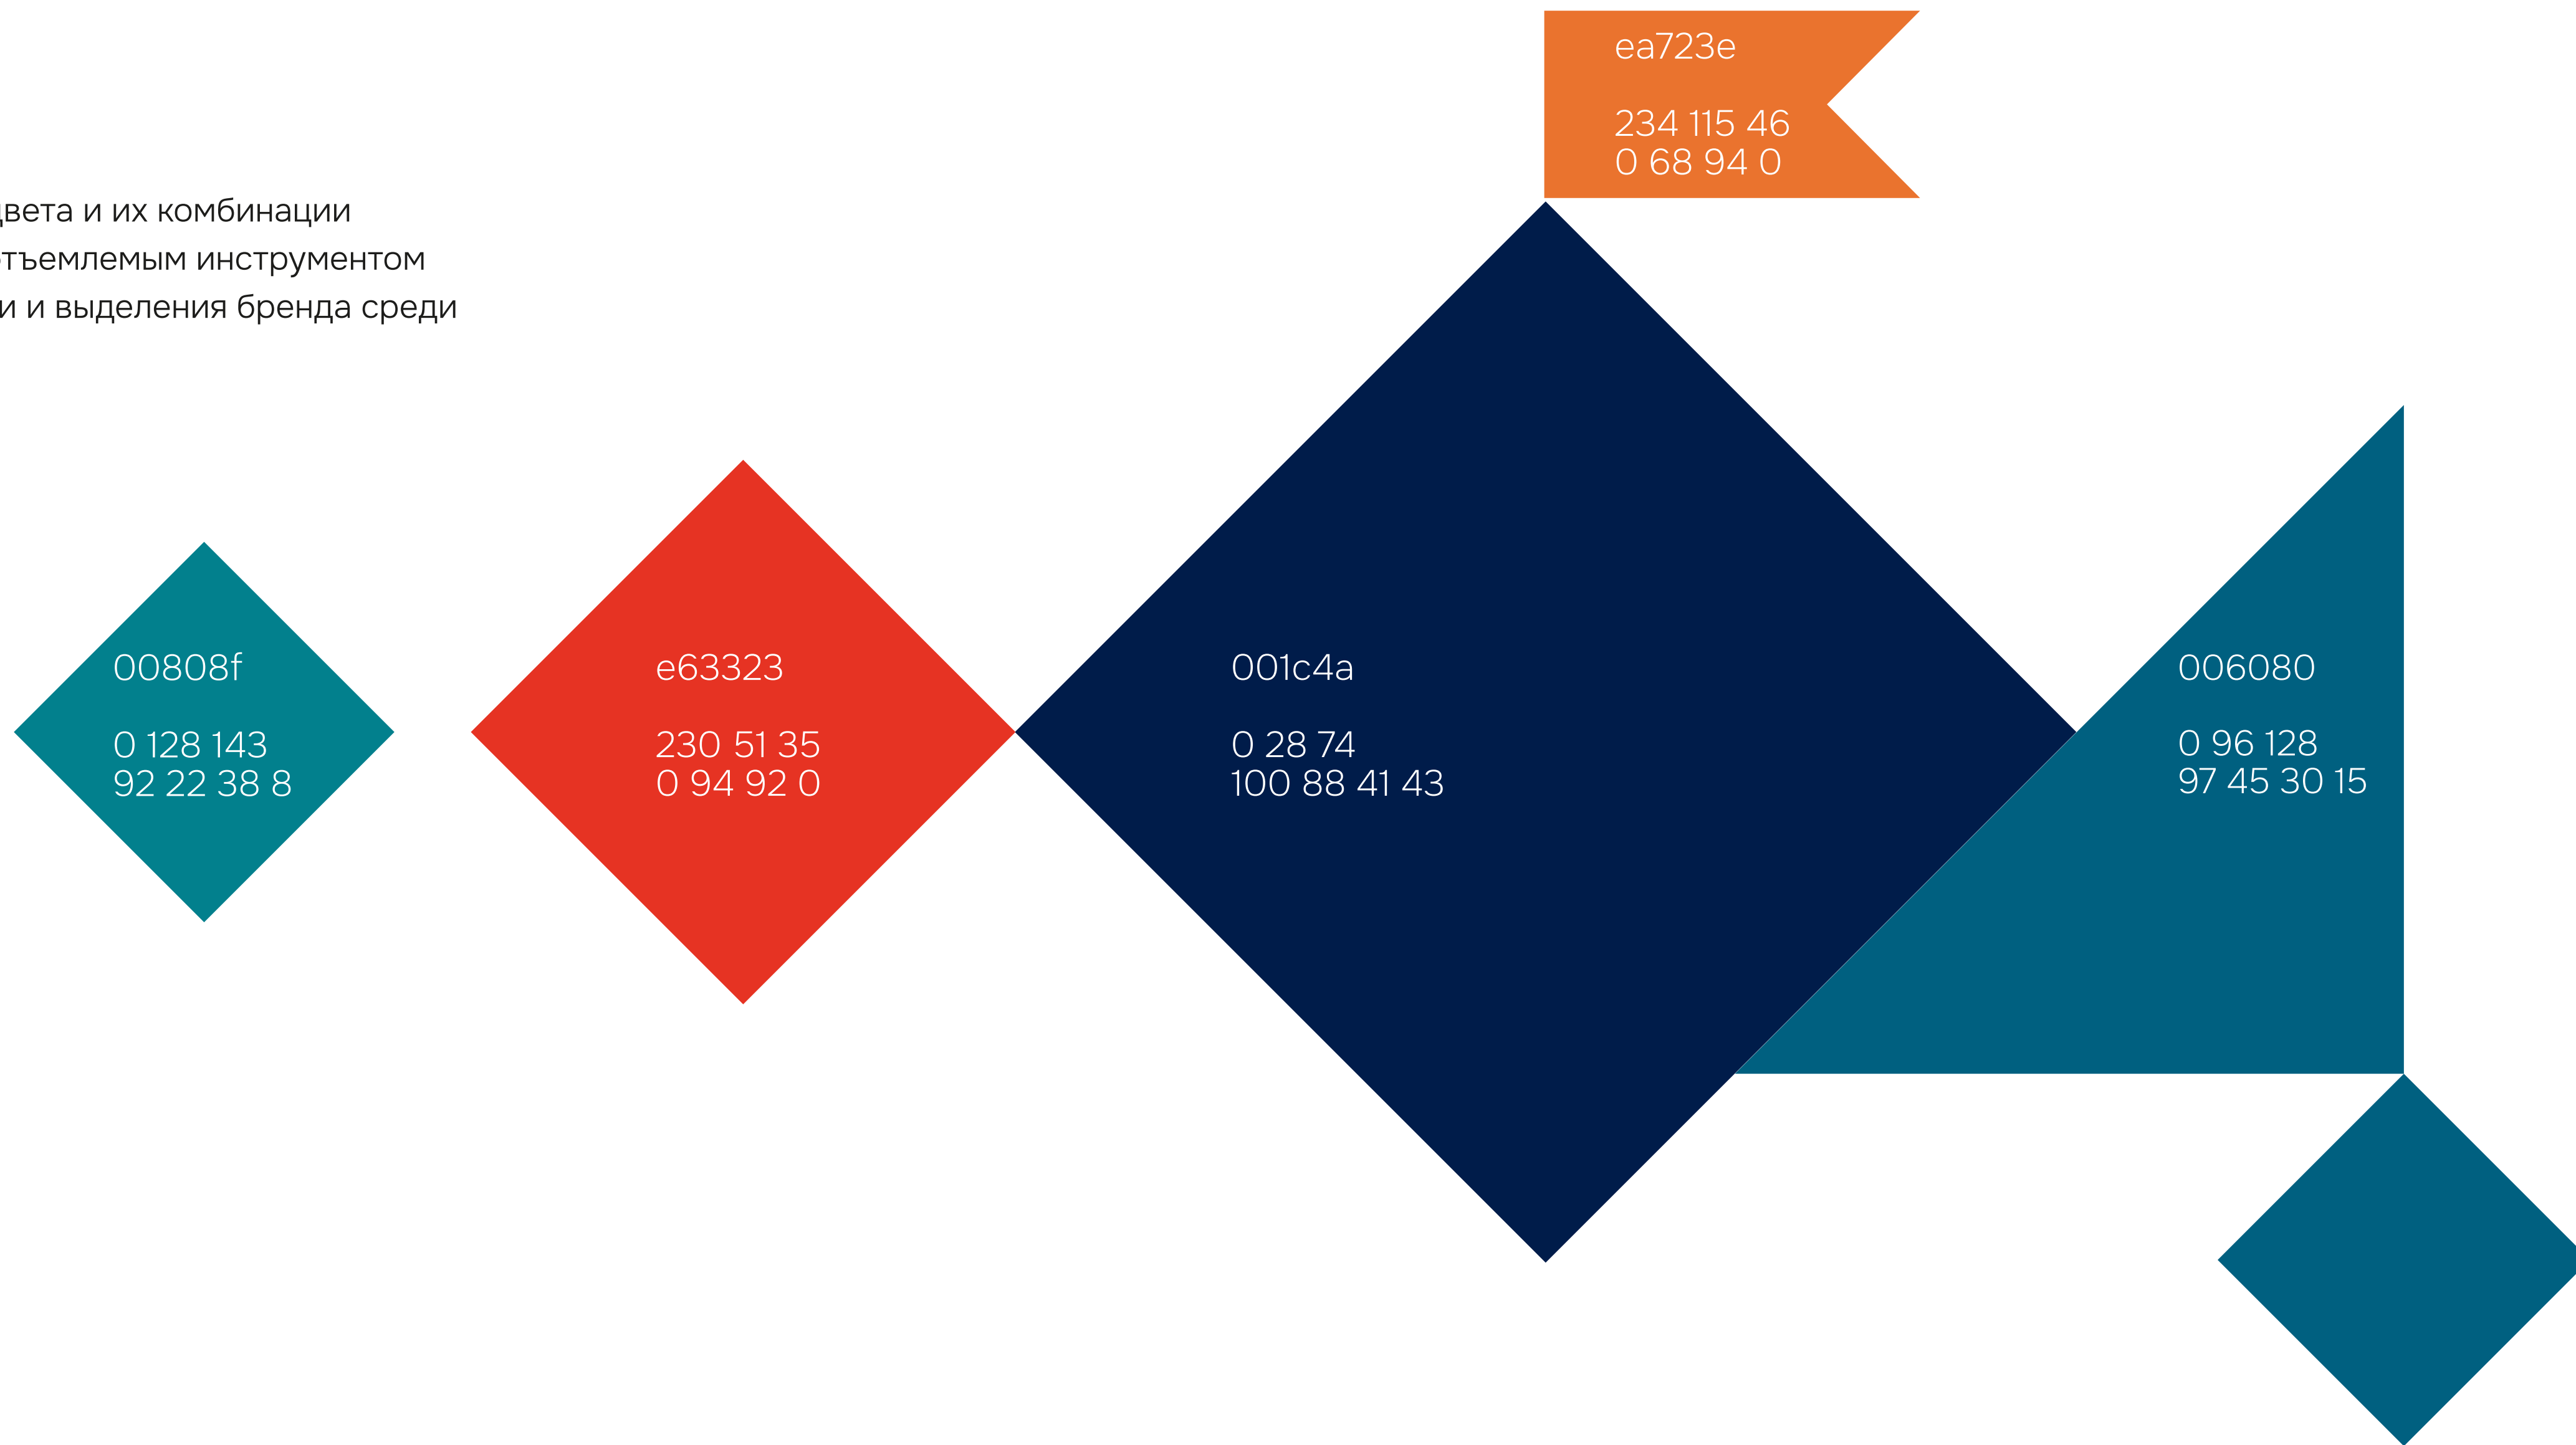 ea723e
234 115 46
0 68 94 0
и их комбинации
инструментом
и выделения бренда среди
00808f
0 128 143
92 22 38 8
e63323
230 51 35
0 94 92 0
001c4a
0 28 74
100 88 41 43
006080
0 96 128
97 45 30 15